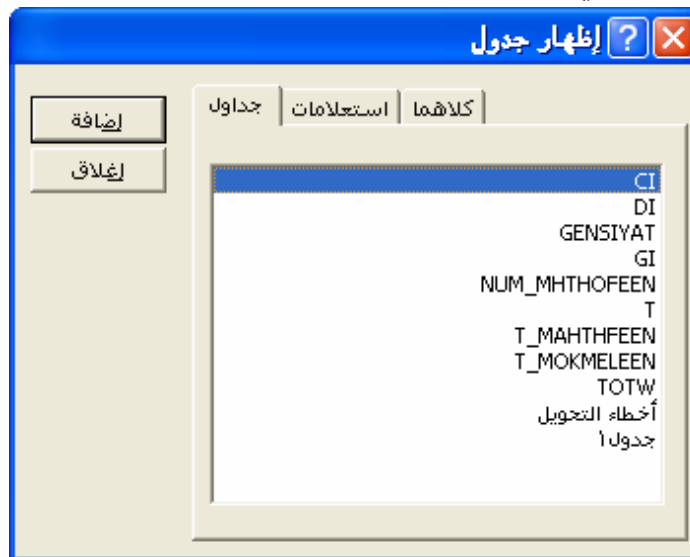 إظهار جدول
جداول
استعلامات
كلاهما
إضافة
إغلاق
CI
DI
GENSIYAT
GI
NUM_MHTHOFEEN
T
T_MAHTHFEEN
T_MOKMELEEN
TOTW
أخطاء التحويل
جدول١